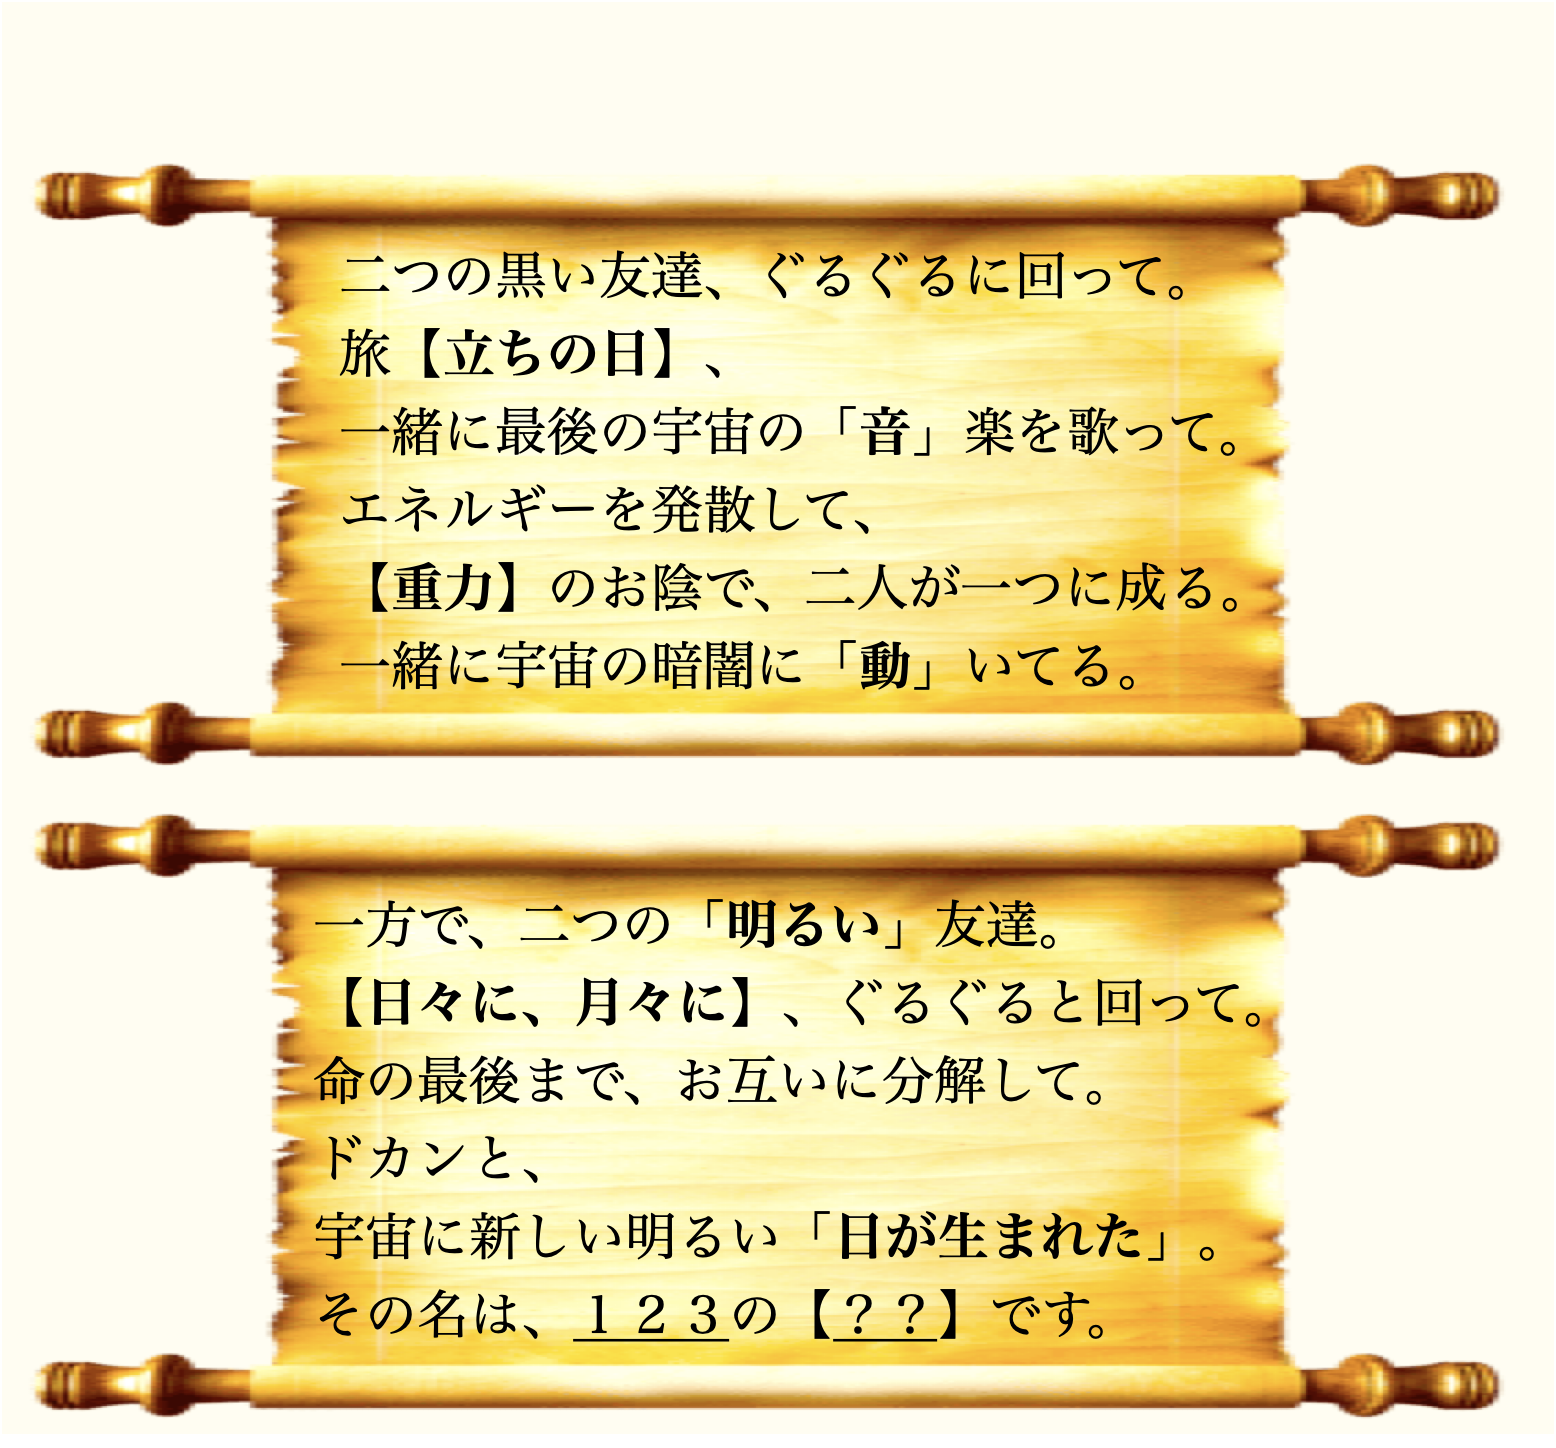 二つの黒い友達、ぐるぐるに回って。
旅【立ちの日】、
一緒に最後の宇宙の「音」楽を歌って。
エネルギーを発散して、
【重力】のお陰で、二人が一つに成る。
一緒に宇宙の暗闇に「動」いてる。
一方で、二つの「明るい」友達。
【日々に、月々に】、ぐるぐると回って。
命の最後まで、お互いに分解して。
ドカンと、
宇宙に新しい明るい「日が生まれた」。
その名は、１２３の【？？】です。